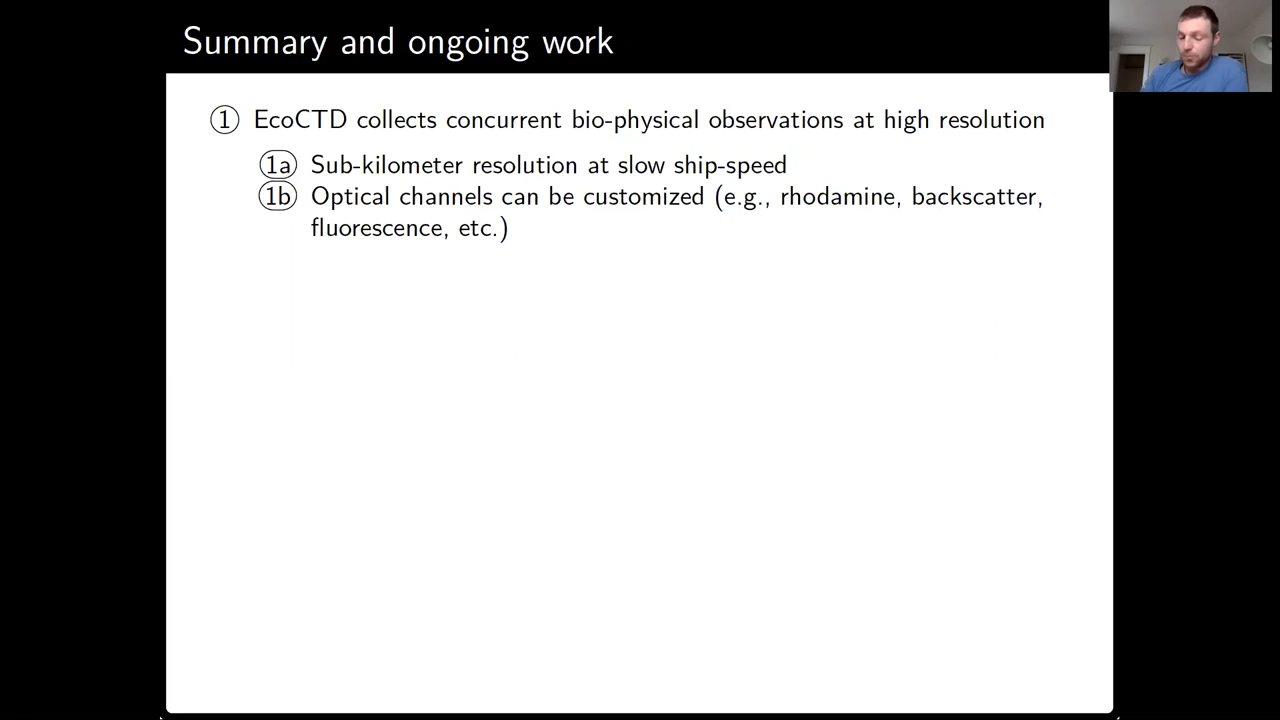 Summary and ongoing work
1 EcoCTD collects concurrent bio-physical observations at high resolution
1a Sub-kilometer resolution at slow ship-speed
1b Optical channels can be customized (e.g., rhodamine, backscatter,
fluorescence, etc.)